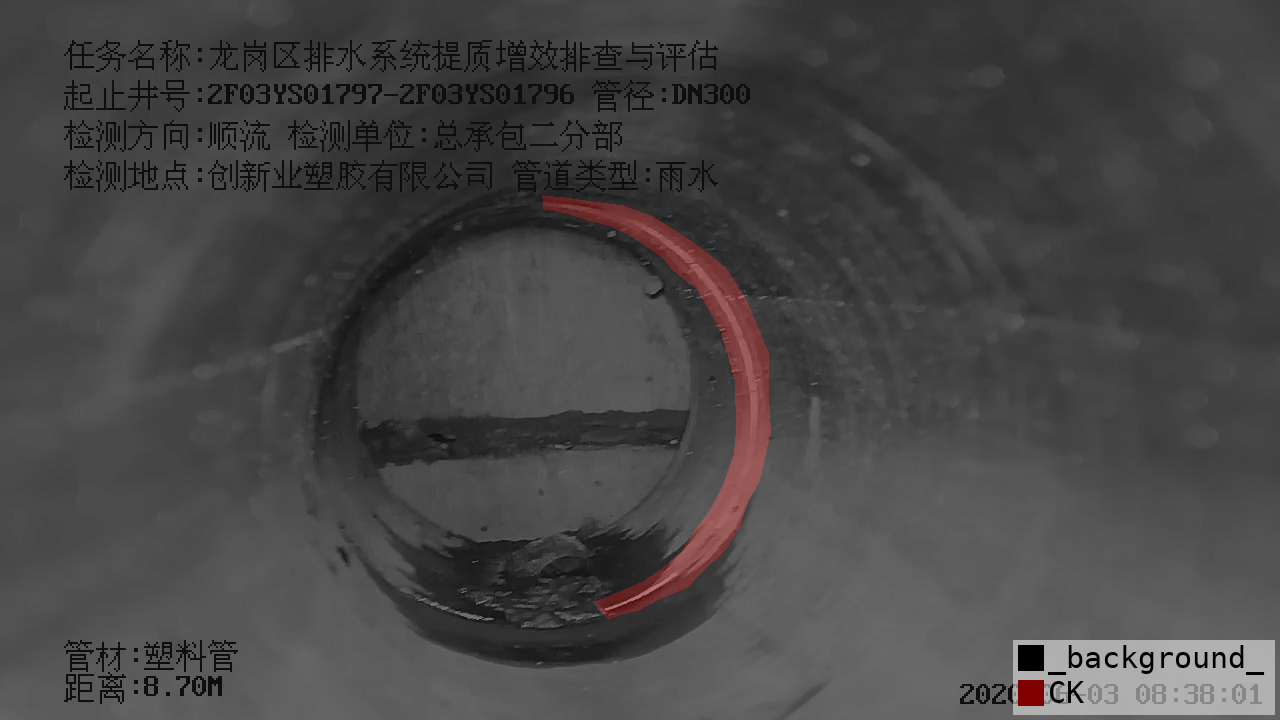 任务名称:龙岗区排水系统提质增效排查与评估
起止井号:2F03YS01797-2F03YS01796 管径:DN300
检测方向:顺流 检测单位:总承包二分部
检测地点:创新业塑胶有限公司 管道类型:雨水
管材:塑料管
距离:8.70M
_background_
CK
-03 08:38:01